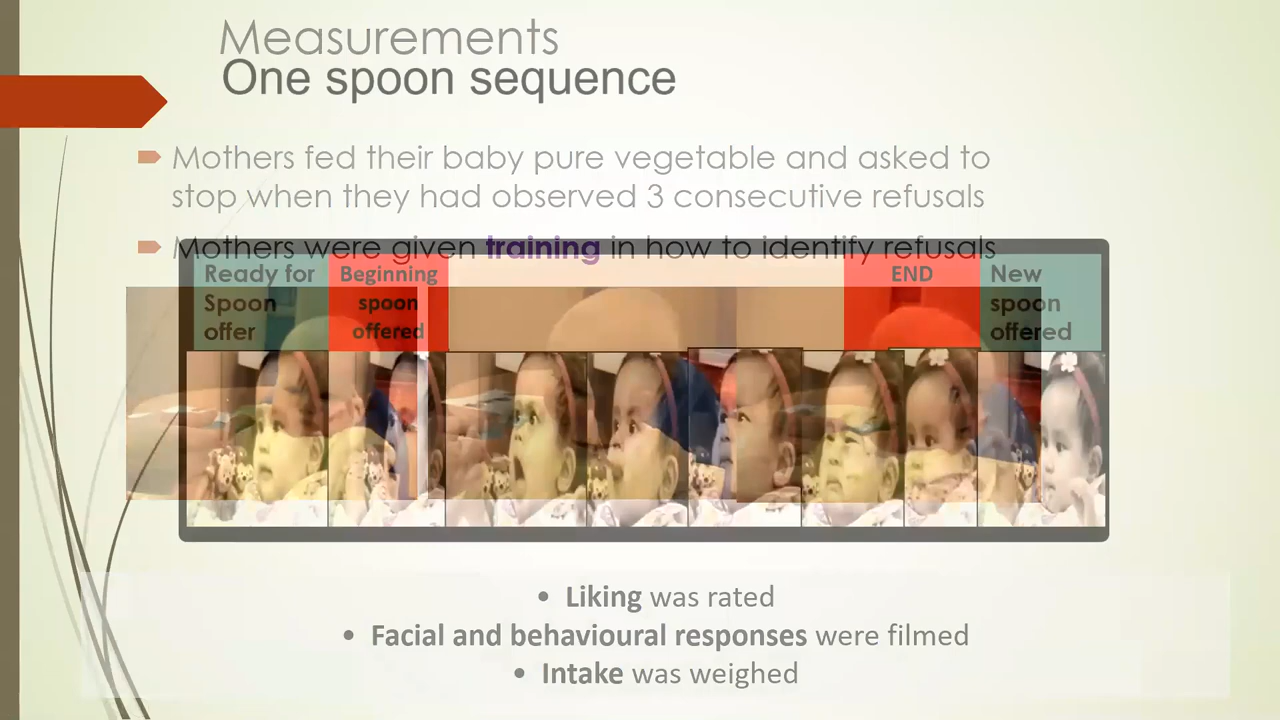 Measurements
One spoon sequence
Mothers fed their baby pure vegetable and asked to
stop when they had observed 3 consecutive refusals
Mothers were given training in how to identify refusals
Ready for
Spoon
offer
Beginning
spoon
offered
END
New
spoon
offered
• Liking was rated
• Facial and behavioural responses were filmed
• Intake was weighed